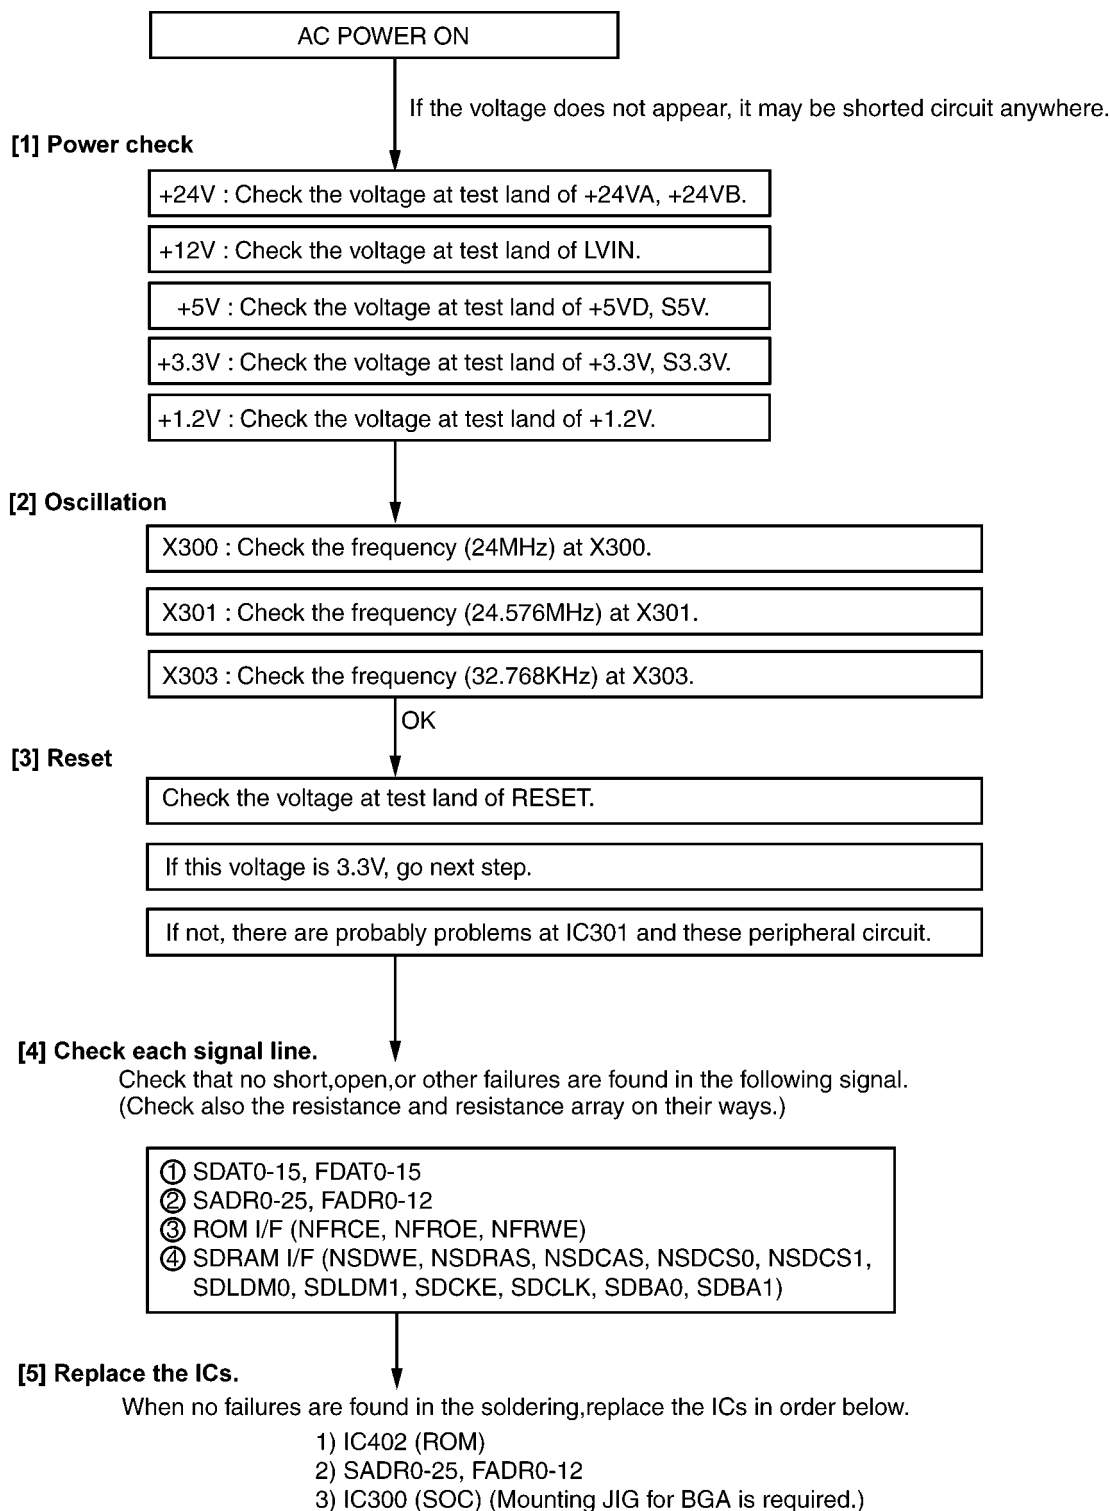 AC POWER ON
If the voltage does not appear, it may be shorted circuit anywhere.
[1] Power check
+24V : Check the voltage at test land of +24VA, +24VB.
+12V : Check the voltage at test land of LVIN.
+5V : Check the voltage at test land of +5VD, S5V.
+3.3V : Check the voltage at test land of +3.3V, S3.3V.
+1.2V : Check the voltage at test land of +1.2V.
[2] Oscillation
X300 : Check the frequency (24MHz) at X300.
X301 : Check the frequency (24.576MHz) at X301.
X303 : Check the frequency (32.768KHz) at X303.
OK
[3] Reset
Check the voltage at test land of RESET.
If this voltage is 3.3V, go next step.
If not, there are probably problems at IC301 and these peripheral circuit.
[4] Check each signal line.
Check that no short,open,or other failures are found in the following signal.
(Check also the resistance and resistance array on their ways.)
① SDAT0-15, FDAT0-15
② SADR0-25, FADR0-12
③ ROM I/F (NFRCE, NFROE, NFRWE)
④ SDRAM I/F (NSDWE, NSDRAS, NSDCAS, NSDCS0, NSDCS1,
SDLDM0, SDLDM1, SDCKE, SDCLK, SDBA0, SDBA1)
[5] Replace the ICs.
When no failures are found in the soldering,replace the ICs in order below.
1) IC402 (ROM)
2) SADR0-25, FADR0-12
3) IC300 (SOC) (Mounting JIG for BGA is required.)